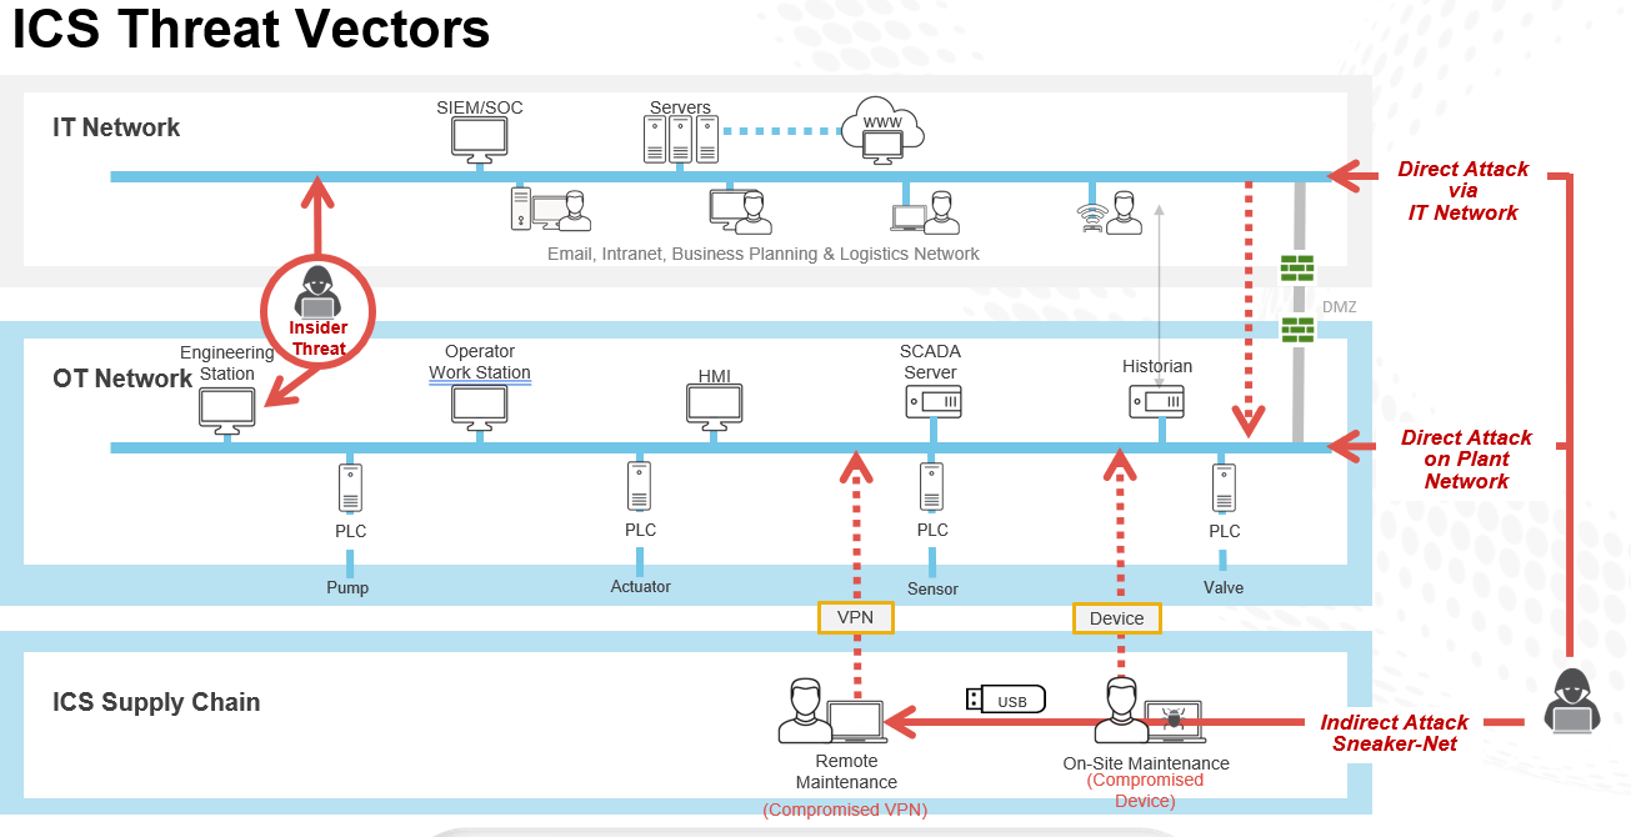 ICS Threat Vectors
IT Network
SIEM/SOC
Servers
WWW
Direct Attack
via
IT Network
Email, Intranet, Business Planning & Logistics Network
DMZ
Insider
Threat
OT Network
Engineering
Station
Operator
Work Station
HMI
SCADA
Server
Historian
Direct Attack
on Plant
Network
PLC
PLC
PLC
PLC
Pump
Actuator
Sensor
Valve
VPN
Device
ICS Supply Chain
USB
Indirect Attack
Sneaker-Net
Remote
Maintenance
(Compromised VPN)
On-Site Maintenance
(Compromised
Device)